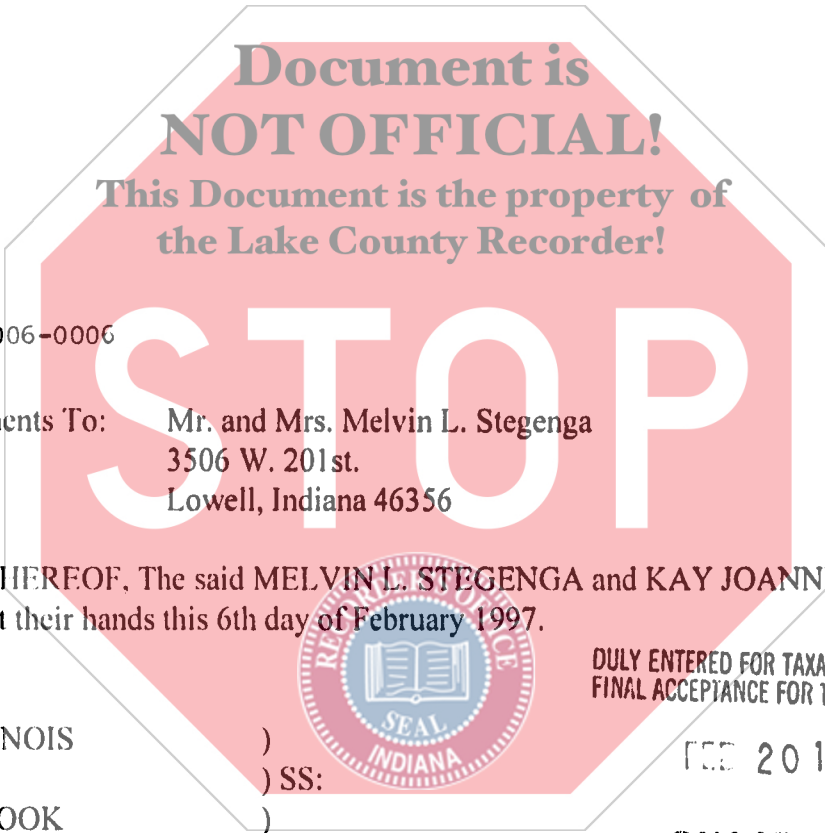 Document is
NOT OFFICIAL!
This Document is the property of
the Lake County Recorder!
STOP
06-0006
ents To: Mr. and Mrs. Melvin L. Stegenga
3506 W. 201st.
Lowell, Indiana 46356
HEREOF, The said MELVIN L. STEGENGA and KAY JOANN
t their hands this 6th day of February 1997.
RECORDER'S OFFICE
SEAL
INDIANA
DULY ENTERED FOR TAXA
FINAL ACCEPTANCE FOR T
20 1
NOIS )
) SS:
OOK )